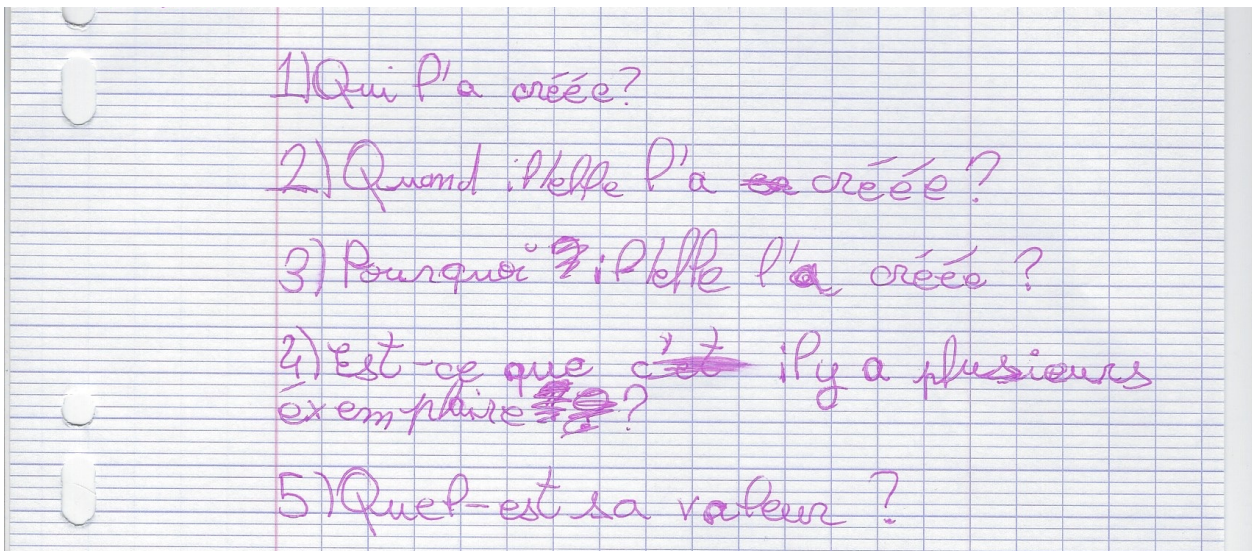 1) Qui l'a créée?
2) Quand il/elle l'a créée?
3) Pourquoi il/elle l'a créée ?
4) Est-ce que il y a plusieurs
éxemplaire ?
5) Quel-est sa valeur ?